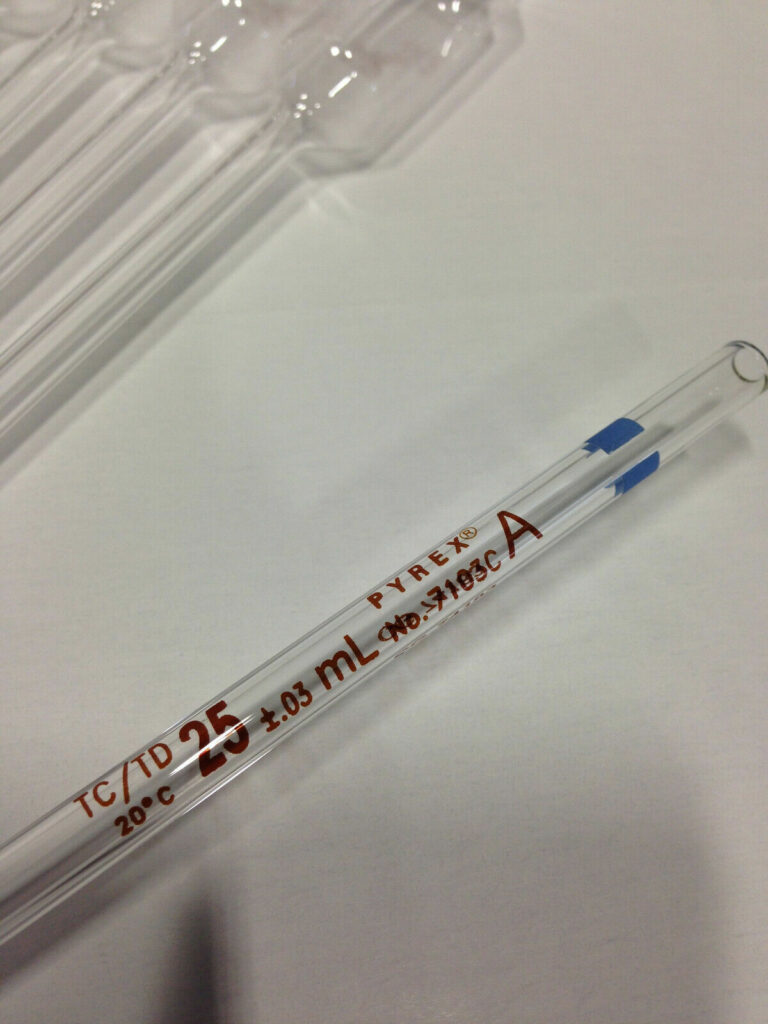 PYREX®
No. 7103C A
TC/TD 25 ±.03 mL
20°C